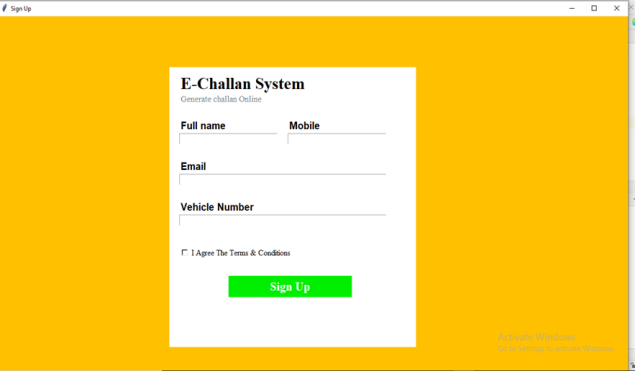 Sign Up
E-Challan System
Generate challan Online
Full name Mobile
Email
Vehicle Number
I Agree The Terms & Conditions
Sign Up
Activate Windows
Go to Settings to activate Windows.